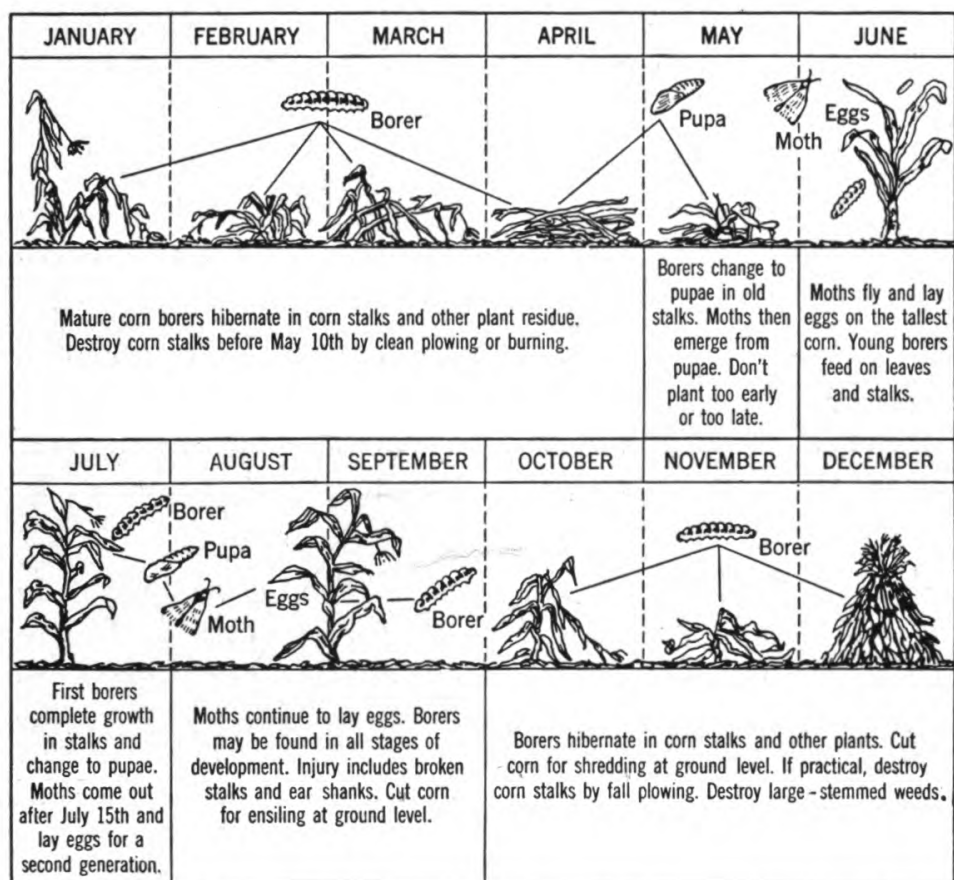 JANUARY
FEBRUARY
MARCH
APRIL
MAY
JUNE
Borer
Pupa
Moth
Eggs
Mature corn borers hibernate in corn stalks and other plant residue.
Destroy corn stalks before May 10th by clean plowing or burning.
Borers change to
pupae in old
stalks. Moths then
emerge from
pupae. Don't
plant too early
or too late.
Moths fly and lay
eggs on the tallest
corn. Young borers
feed on leaves
and stalks.
JULY
AUGUST
SEPTEMBER
OCTOBER
NOVEMBER
DECEMBER
Borer
Pupa
Moth
Eggs
Borer
Borer
First borers
complete growth
in stalks and
change to pupae.
Moths come out
after July 15th and
lay eggs for a
second generation.
Moths continue to lay eggs. Borers
may be found in all stages of
development. Injury includes broken
stalks and ear shanks. Cut corn
for ensiling at ground level.
Borers hibernate in corn stalks and other plants. Cut
corn for shredding at ground level. If practical, destroy
corn stalks by fall plowing. Destroy large-stemmed weeds.